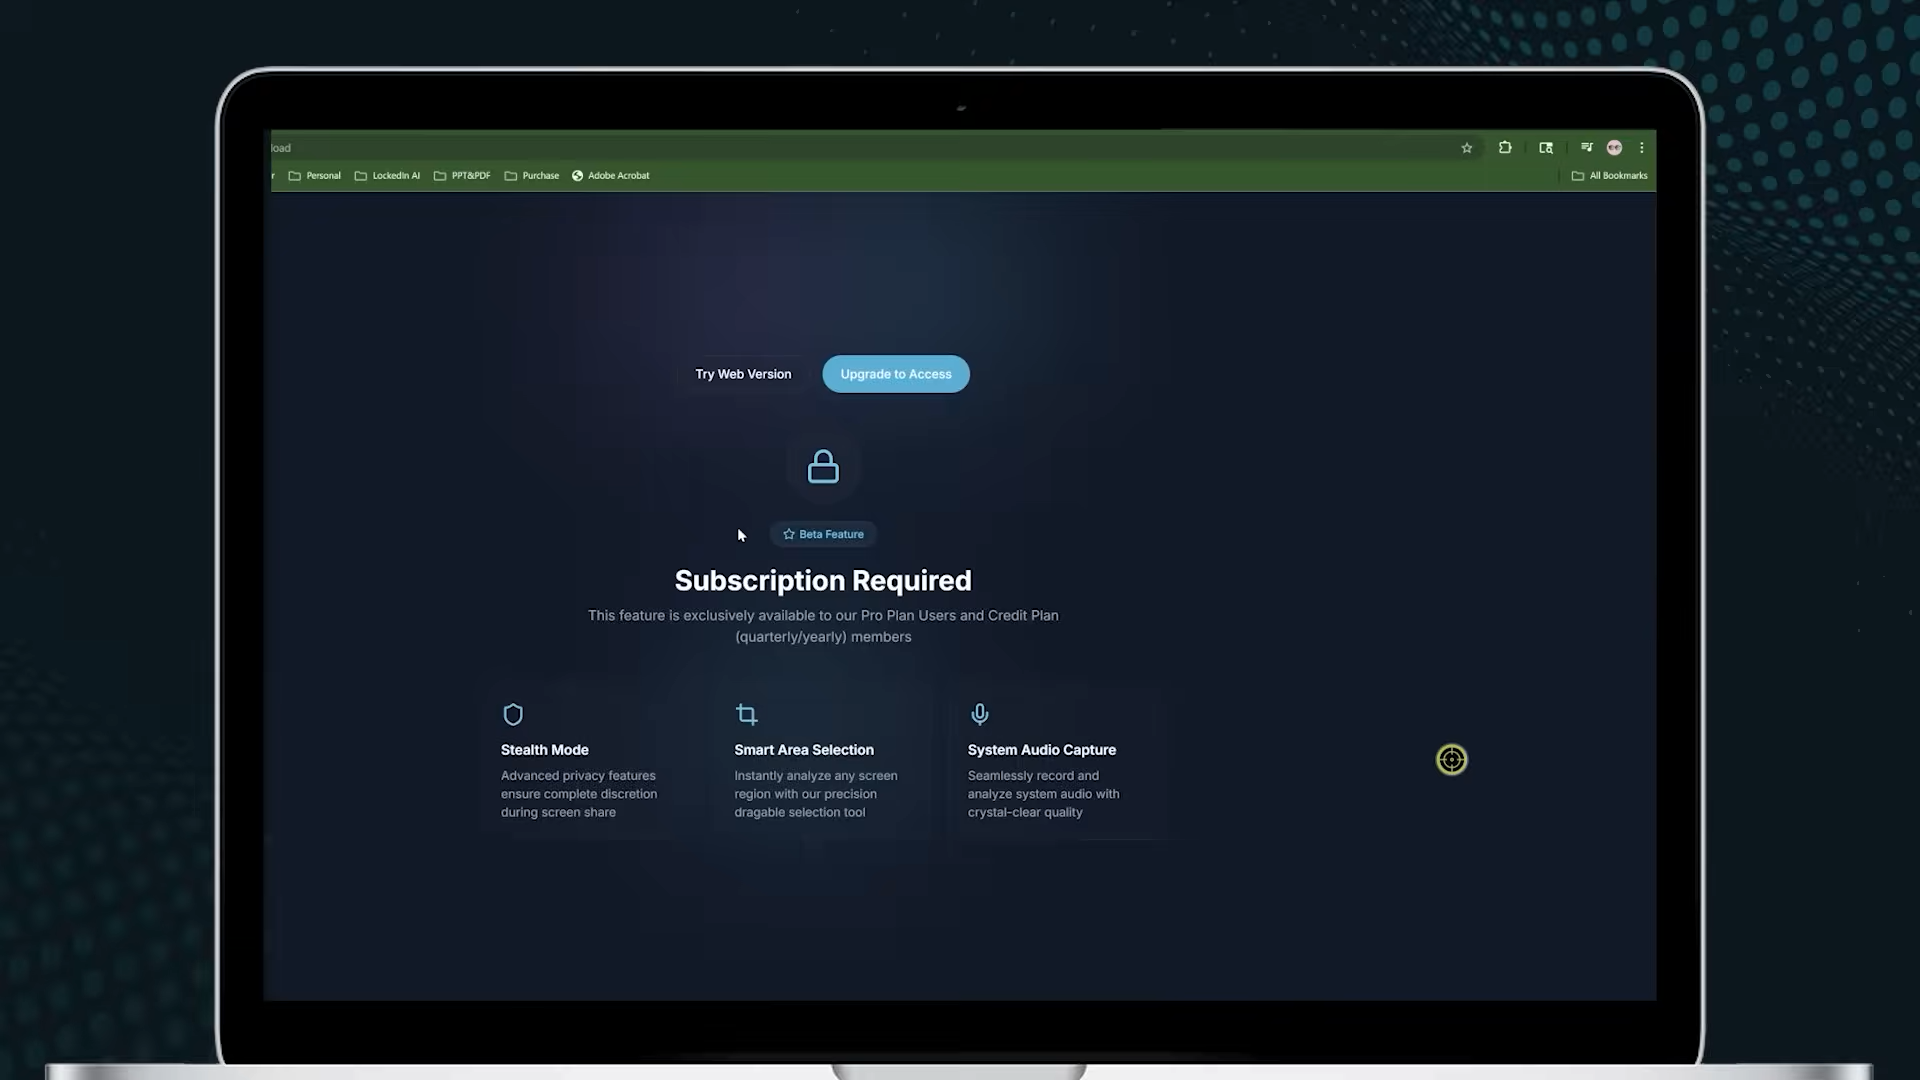 load
r Personal LockedIn AI PPT&PDF Purchase Adobe Acrobat All Bookmarks
Try Web Version Upgrade to Access
Beta Feature
Subscription Required
This feature is exclusively available to our Pro Plan Users and Credit Plan
(quarterly/yearly) members
Stealth Mode
Advanced privacy features
ensure complete discretion
during screen share
Smart Area Selection
Instantly analyze any screen
region with our precision
dragable selection tool
System Audio Capture
Seamlessly record and
analyze system audio with
crystal-clear quality